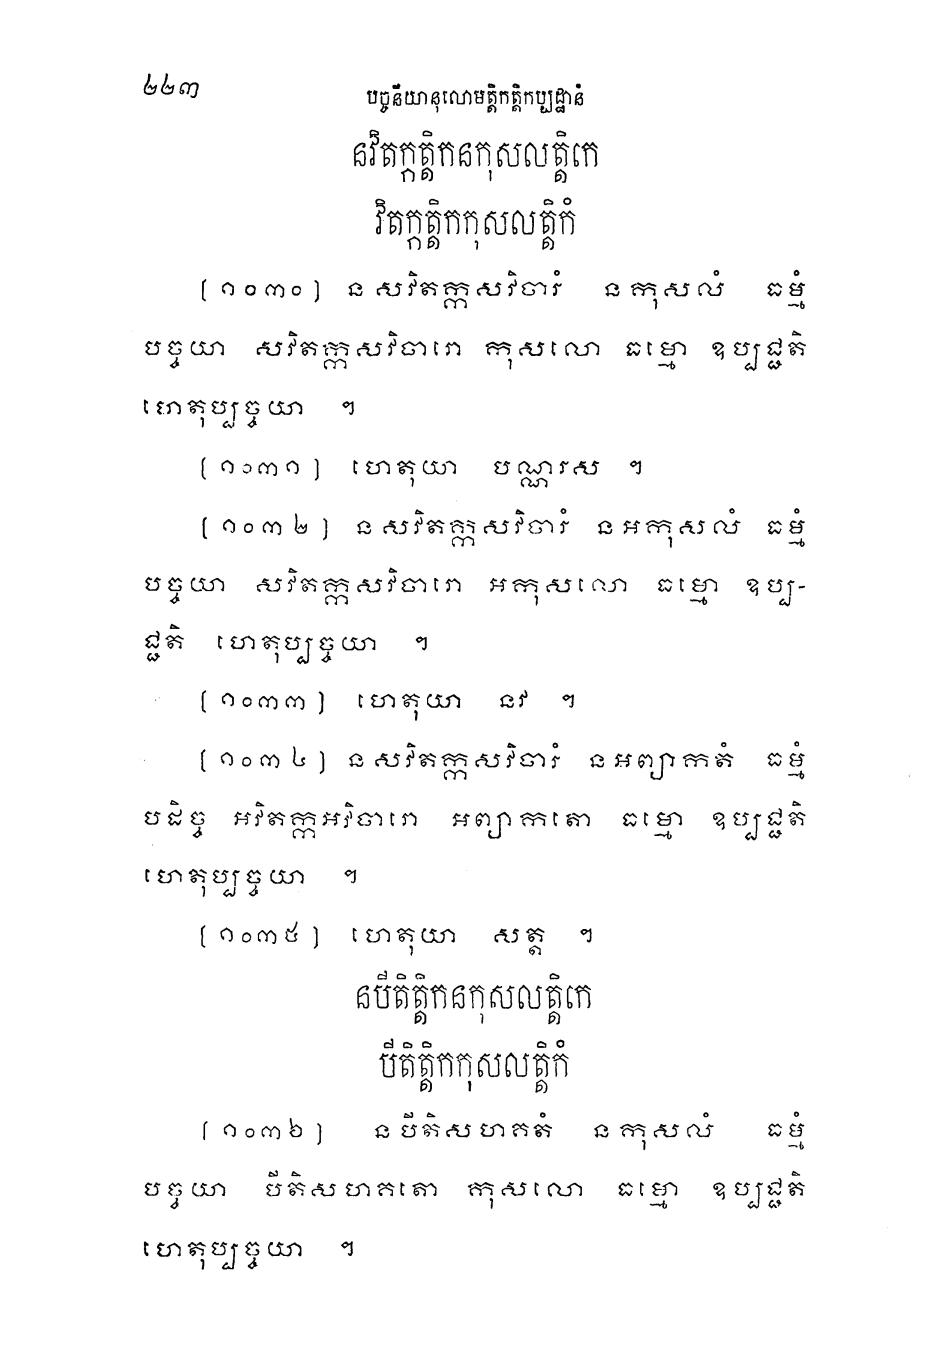 ២២៣
បច្ចនីយានុលោមត្តិកត្តិកប្បដ្ឋានំ
នវិតក្កត្តិកនកុសលត្តិកេ
វិតក្កត្តិកកុសលត្តិកំ
[១០៣០] ន សវិតក្កសវិចារំ ន កុសលំ ធម្មំ
បច្ចយា សវិតក្កសវិចារោ កុសលោ ធម្មោ ឧប្បជ្ជតិ
ហេតុប្បច្ចយា ។
[១០៣១] ហេតុយា បណ្ណរស ។
[១០៣២] ន សវិតក្កសវិចារំ ន អកុសលំ ធម្មំ
បច្ចយា សវិតក្កសវិចារោ អកុសលោ ធម្មោ ឧប្ប-
ជ្ជតិ ហេតុប្បច្ចយា ។
[១០៣៣] ហេតុយា នវ ។
[១០៣៤] ន សវិតក្កសវិចារំ ន អព្យាកតំ ធម្មំ
បដិច្ច អវិតក្កអវិចារោ អព្យាកតោ ធម្មោ ឧប្បជ្ជតិ
ហេតុប្បច្ចយា ។
[១០៣៥] ហេតុយា សត្ត ។
នបីតិត្តិកនកុសលត្តិកេ
បីតិត្តិកកុសលត្តិកំ
[១០៣៦] ន បីតិសហគតំ ន កុសលំ ធម្មំ
បច្ចយា បីតិសហគតោ កុសលោ ធម្មោ ឧប្បជ្ជតិ
ហេតុប្បច្ចយា ។